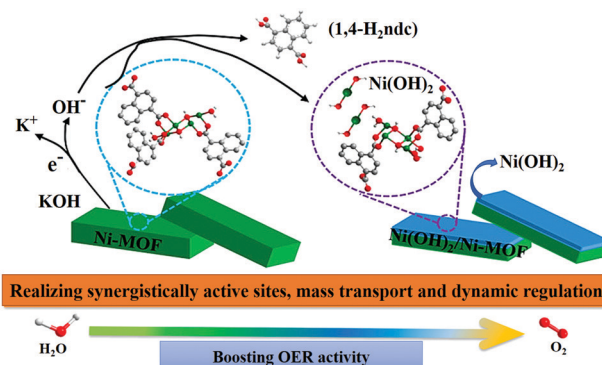 (1,4-H₂ndc)
Ni(OH)₂
OH⁻
K⁺
e⁻
KOH
Ni(OH)₂
Ni-MOF
Ni(OH)₂/Ni-MOF
Realizing synergistically active sites, mass transport and dynamic regulation
H₂O
O₂
Boosting OER activity